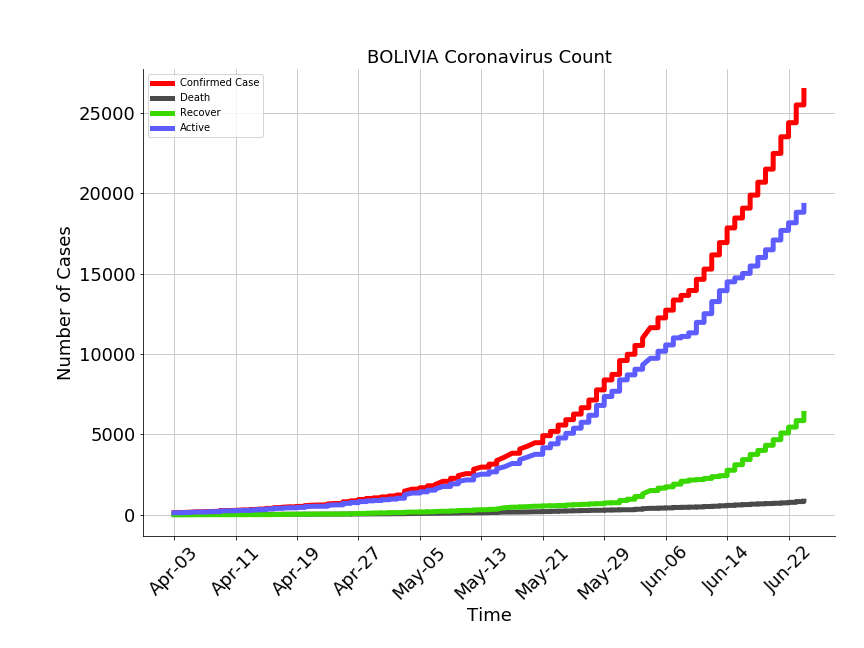 BOLIVIA Coronavirus Count
Confirmed Case
Death
Recover
Active
Number of Cases
25000
20000
15000
10000
5000
0
Apr-03 Apr-11 Apr-19 Apr-27 May-05 May-13 May-21 May-29 Jun-06 Jun-14 Jun-22
Time